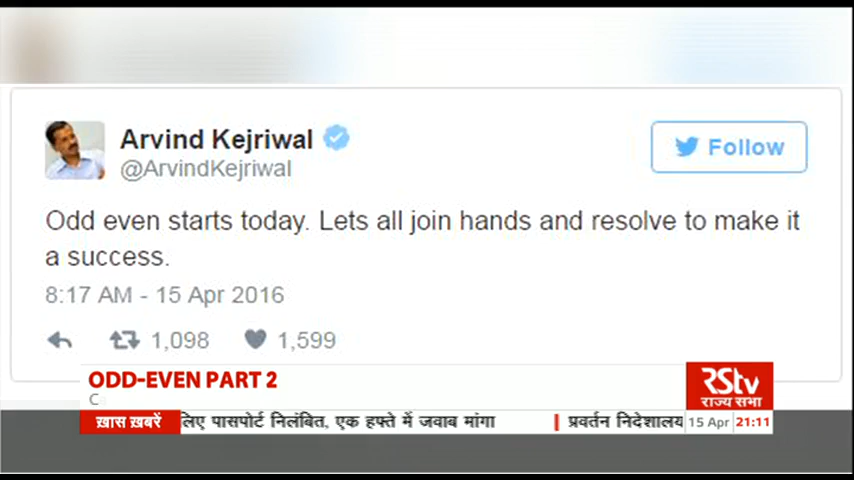 Arvind Kejriwal
@ArvindKejriwal
Follow
Odd even starts today. Lets all join hands and resolve to make it
a success.
8:17 AM - 15 Apr 2016
1,098 1,599
ODD-EVEN PART 2
C
RStv
राज्य सभा
ख़ास ख़बरें लिए पासपोर्ट निलंबित, एक हफ्ते में जवाब मांगा | प्रवर्तन निदेशालय 15 Apr 21:11